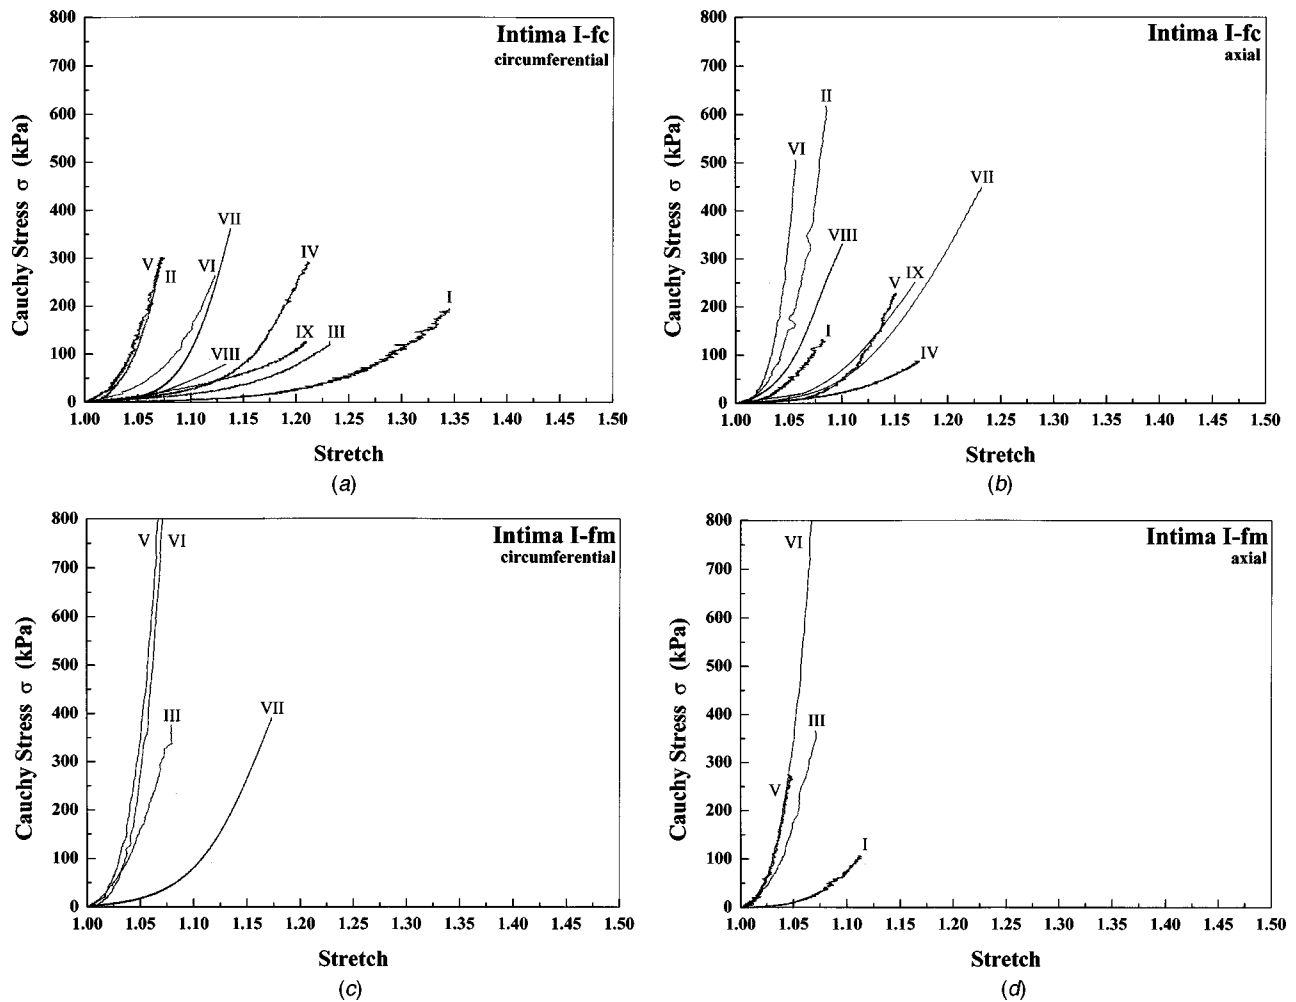 Intima I-fc
circumferential
800
700
600
500
400
300
200
100
0
Cauchy Stress σ (kPa)
V
II
VI
VII
VIII
IV
IX
III
I
1.00 1.05 1.10 1.15 1.20 1.25 1.30 1.35 1.40 1.45 1.50
Stretch
(a)
Intima I-fc
axial
800
700
600
500
400
300
200
100
0
Cauchy Stress σ (kPa)
II
VI
VII
VIII
IX
V
I
IV
1.00 1.05 1.10 1.15 1.20 1.25 1.30 1.35 1.40 1.45 1.50
Stretch
(b)
Intima I-fm
circumferential
800
700
600
500
400
300
200
100
0
Cauchy Stress σ (kPa)
V VI
III
VII
1.00 1.05 1.10 1.15 1.20 1.25 1.30 1.35 1.40 1.45 1.50
Stretch
(c)
Intima I-fm
axial
800
700
600
500
400
300
200
100
0
Cauchy Stress σ (kPa)
VI
III
V
I
1.00 1.05 1.10 1.15 1.20 1.25 1.30 1.35 1.40 1.45 1.50
Stretch
(d)